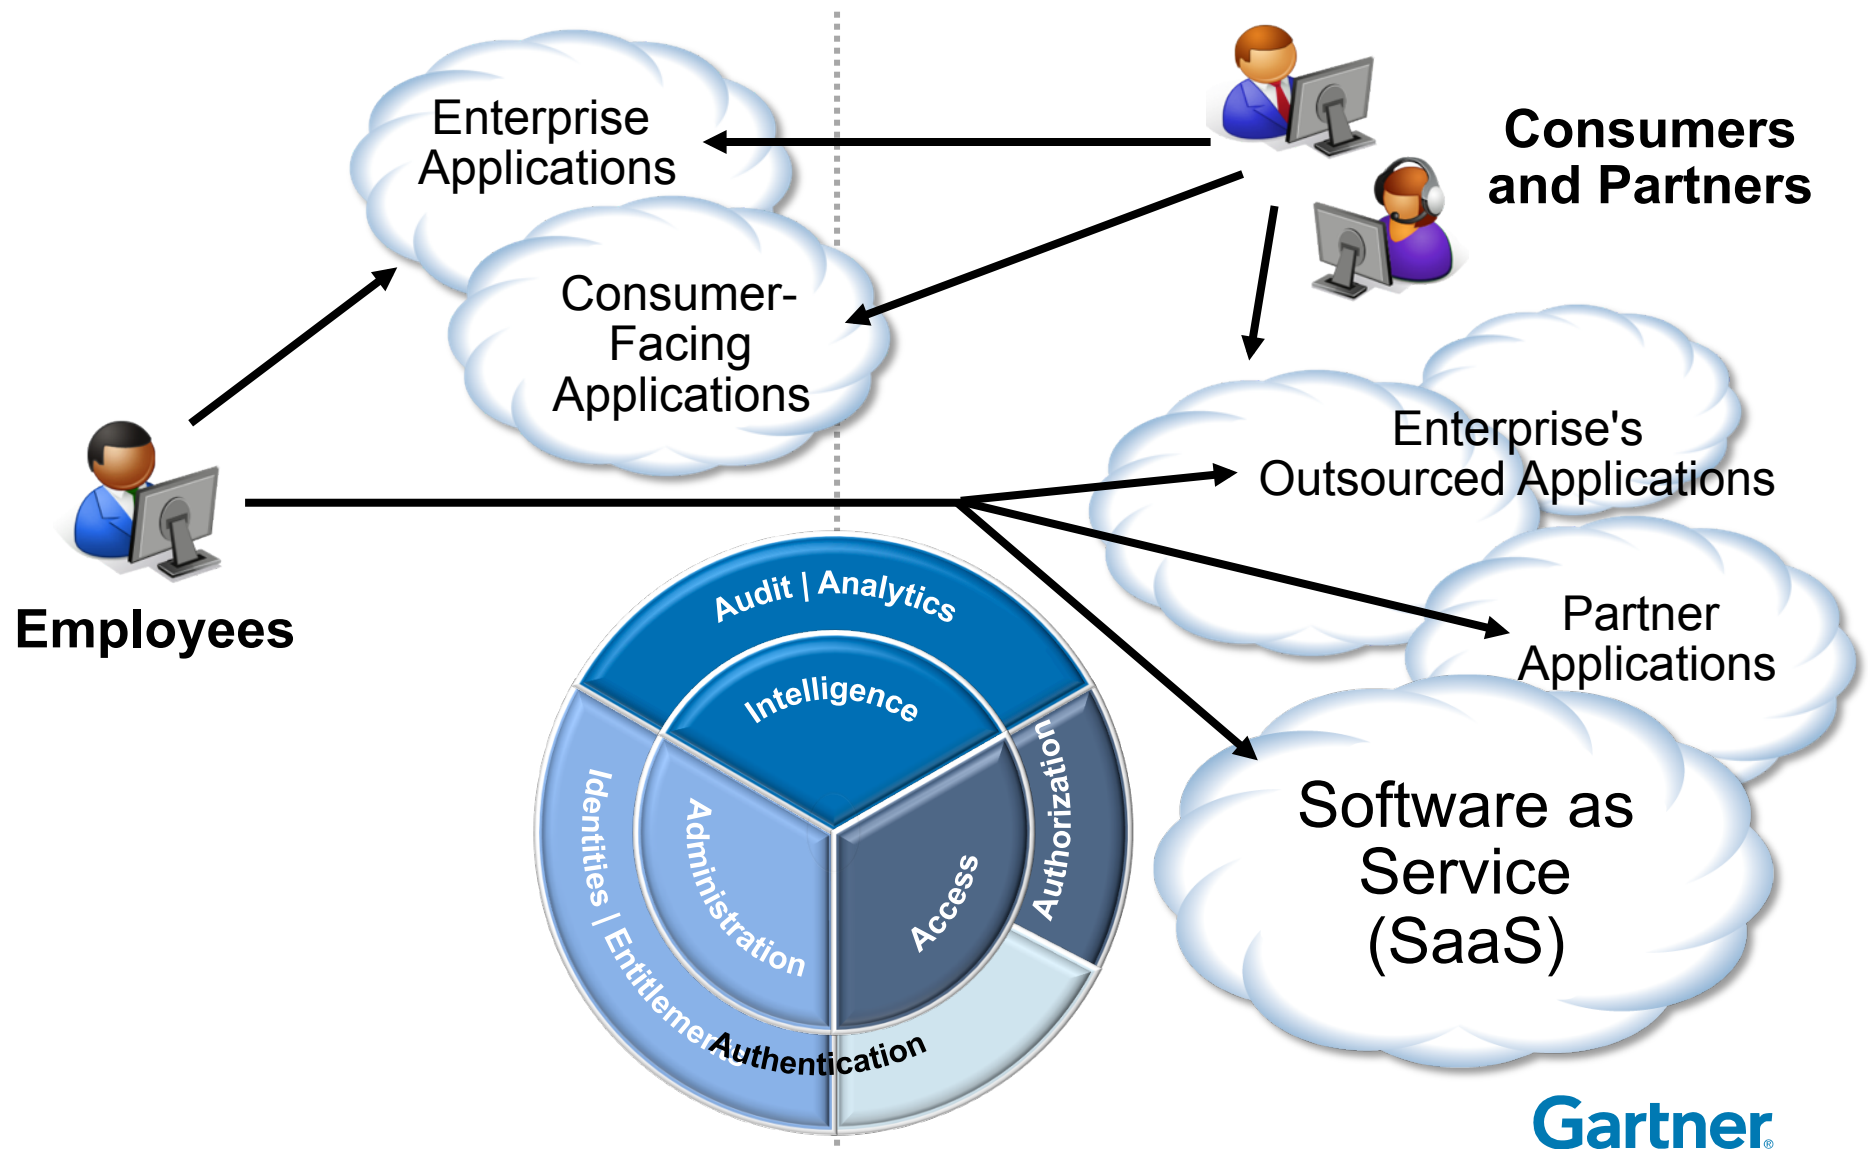 Enterprise
Applications
Consumers
and Partners
Consumer-
Facing
Applications
Enterprise's
Outsourced Applications
Employees
Partner
Applications
Audit | Analytics
Intelligence
Authorization
Identities | Entitlements
Administration
Access
Authentication
Software as
Service
(SaaS)
Gartner®